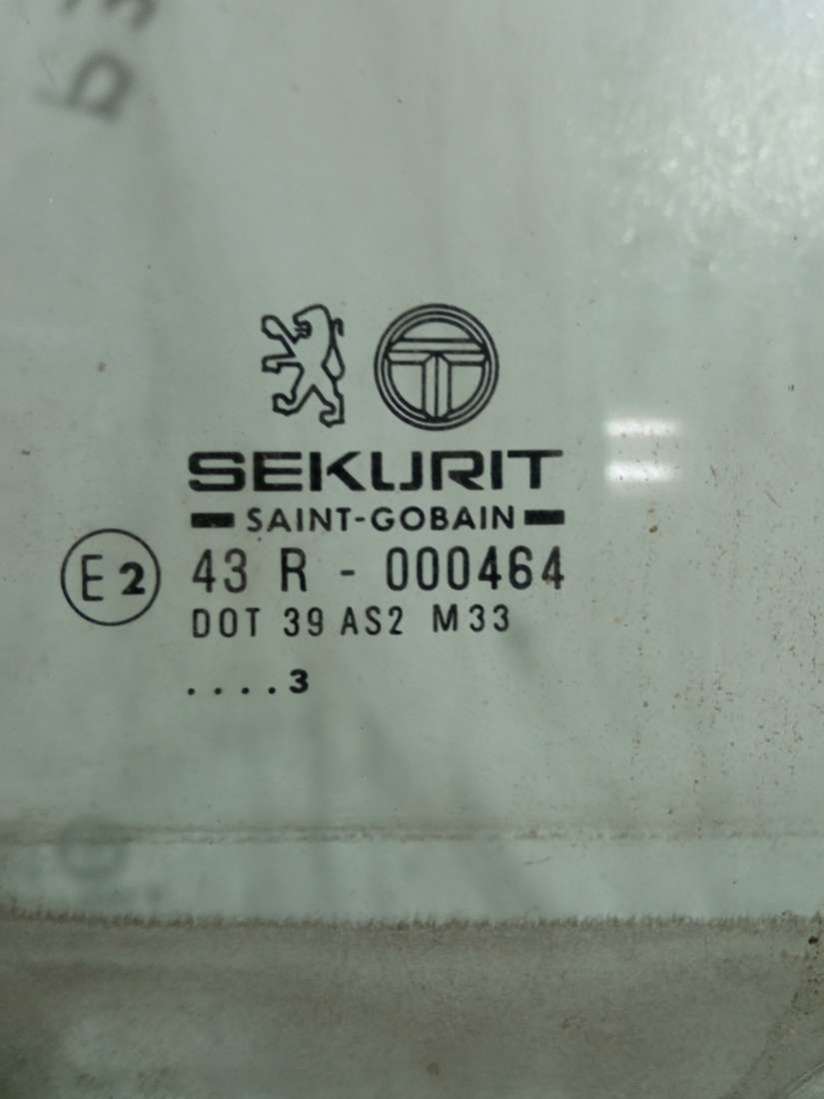 SEKURIT
SAINT-GOBAIN
E2 43 R - 000464
DOT 39 AS2 M33
....3